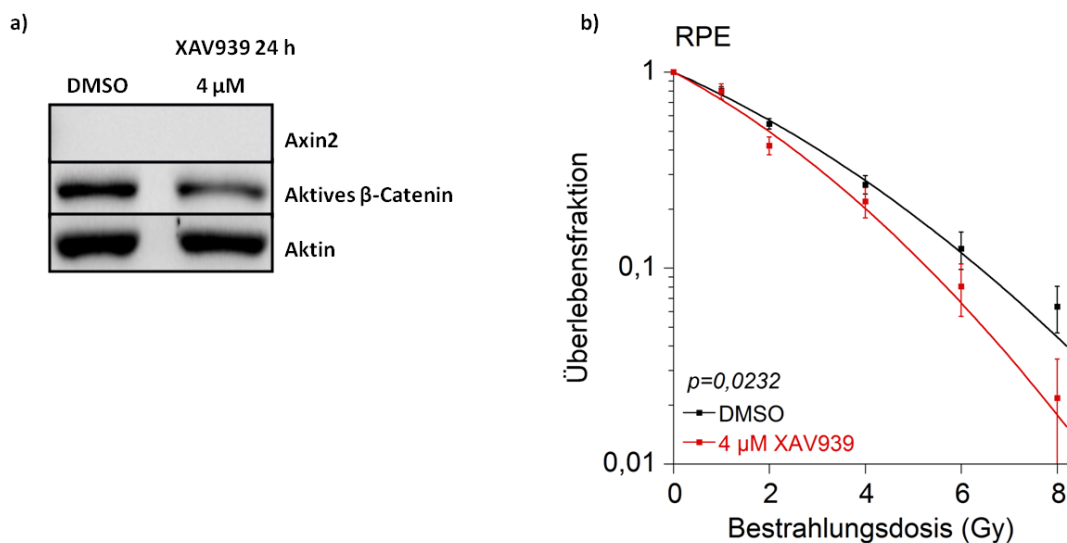 a)
XAV939 24 h
DMSO 4 µM
Axin2
Aktives β-Catenin
Aktin
b)
RPE
1
0,1
0,01
Überlebensfraktion
p=0,0232
DMSO
4 µM XAV939
0 2 4 6 8
Bestrahlungsdosis (Gy)